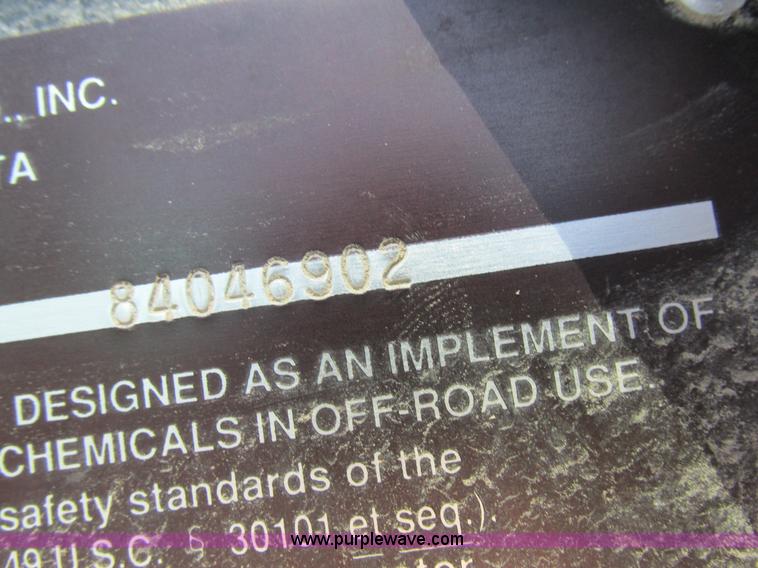 ., INC.
TA
84046902
DESIGNED AS AN IMPLEMENT OF
CHEMICALS IN OFF-ROAD USE.
safety standards of the
49 U.S.C. § 30101 et seq.).
www.purplewave.com